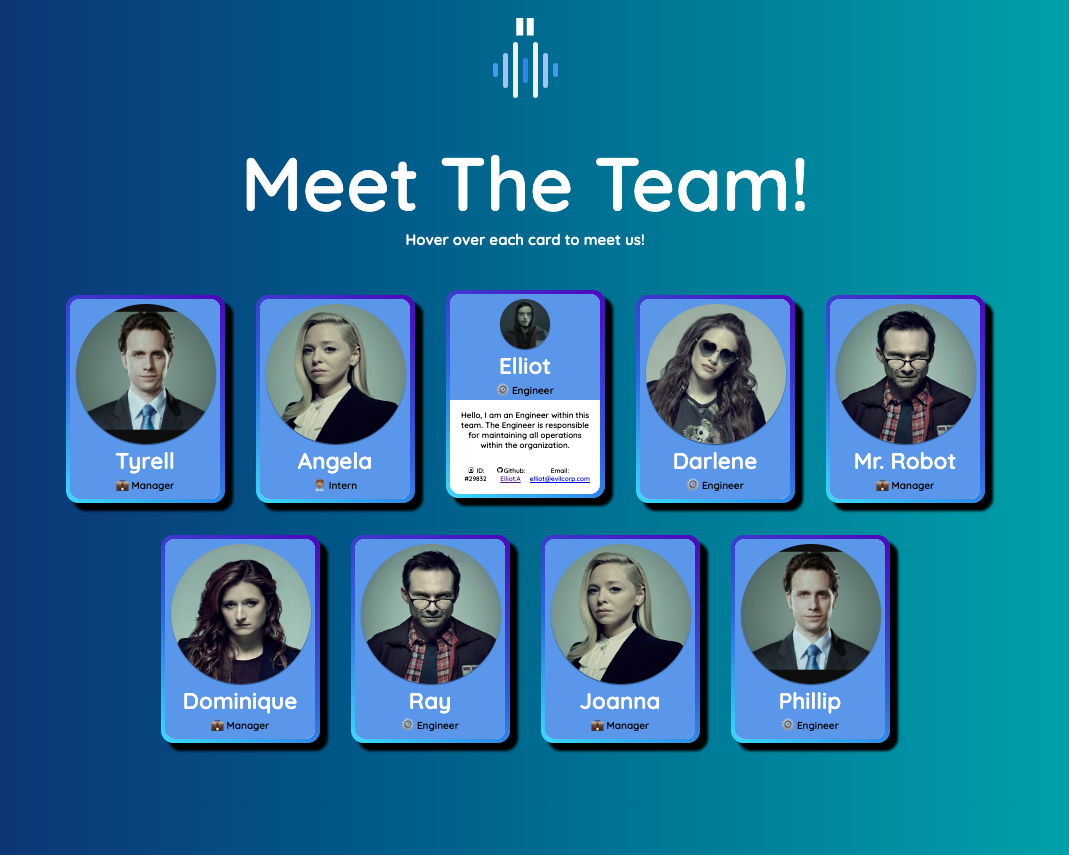 Meet The Team!
Hover over each card to meet us!
Tyrell
Manager
Angela
Intern
Elliot
Engineer
Hello, I am an Engineer within this
team. The Engineer is responsible
for maintaining all operations
within the organization.
ID:
#29832
Github:
Elliot.A
Email:
elliot@evilcorp.com
Darlene
Engineer
Mr. Robot
Manager
Dominique
Manager
Ray
Engineer
Joanna
Manager
Phillip
Engineer